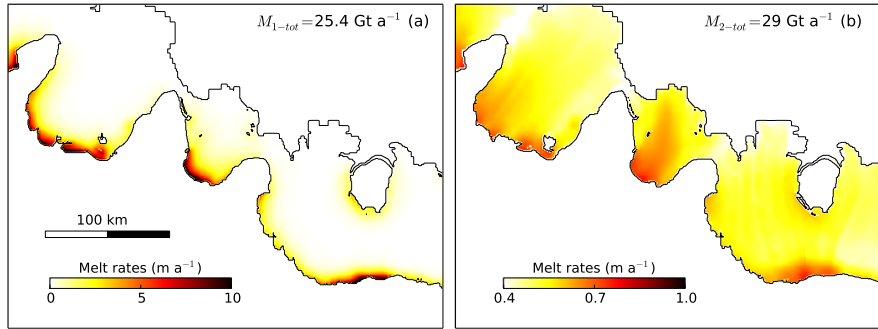 M₁₋ₜₒₜ=25.4 Gt a⁻¹ (a)
100 km
Melt rates (m a⁻¹)
0 5 10
M₂₋ₜₒₜ=29 Gt a⁻¹ (b)
Melt rates (m a⁻¹)
0.4 0.7 1.0